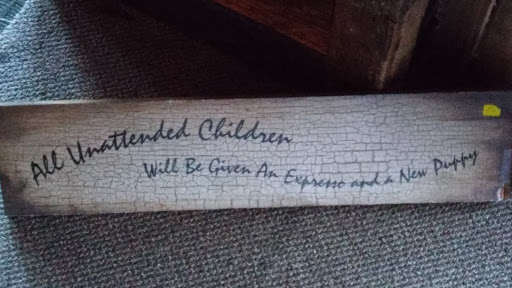 All Unattended Children
Will Be Given An Expresso and a New Puppy